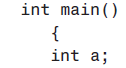 int main()
{
int a;